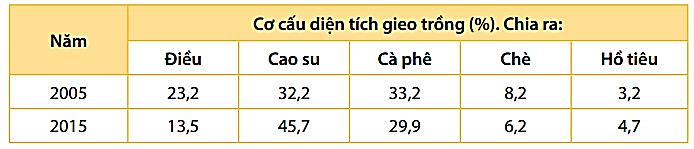 Năm Cơ cấu diện tích gieo trồng (%). Chia ra:
Điều Cao su Cà phê Chè Hồ tiêu
2005 23,2 32,2 33,2 8,2 3,2
2015 13,5 45,7 29,9 6,2 4,7